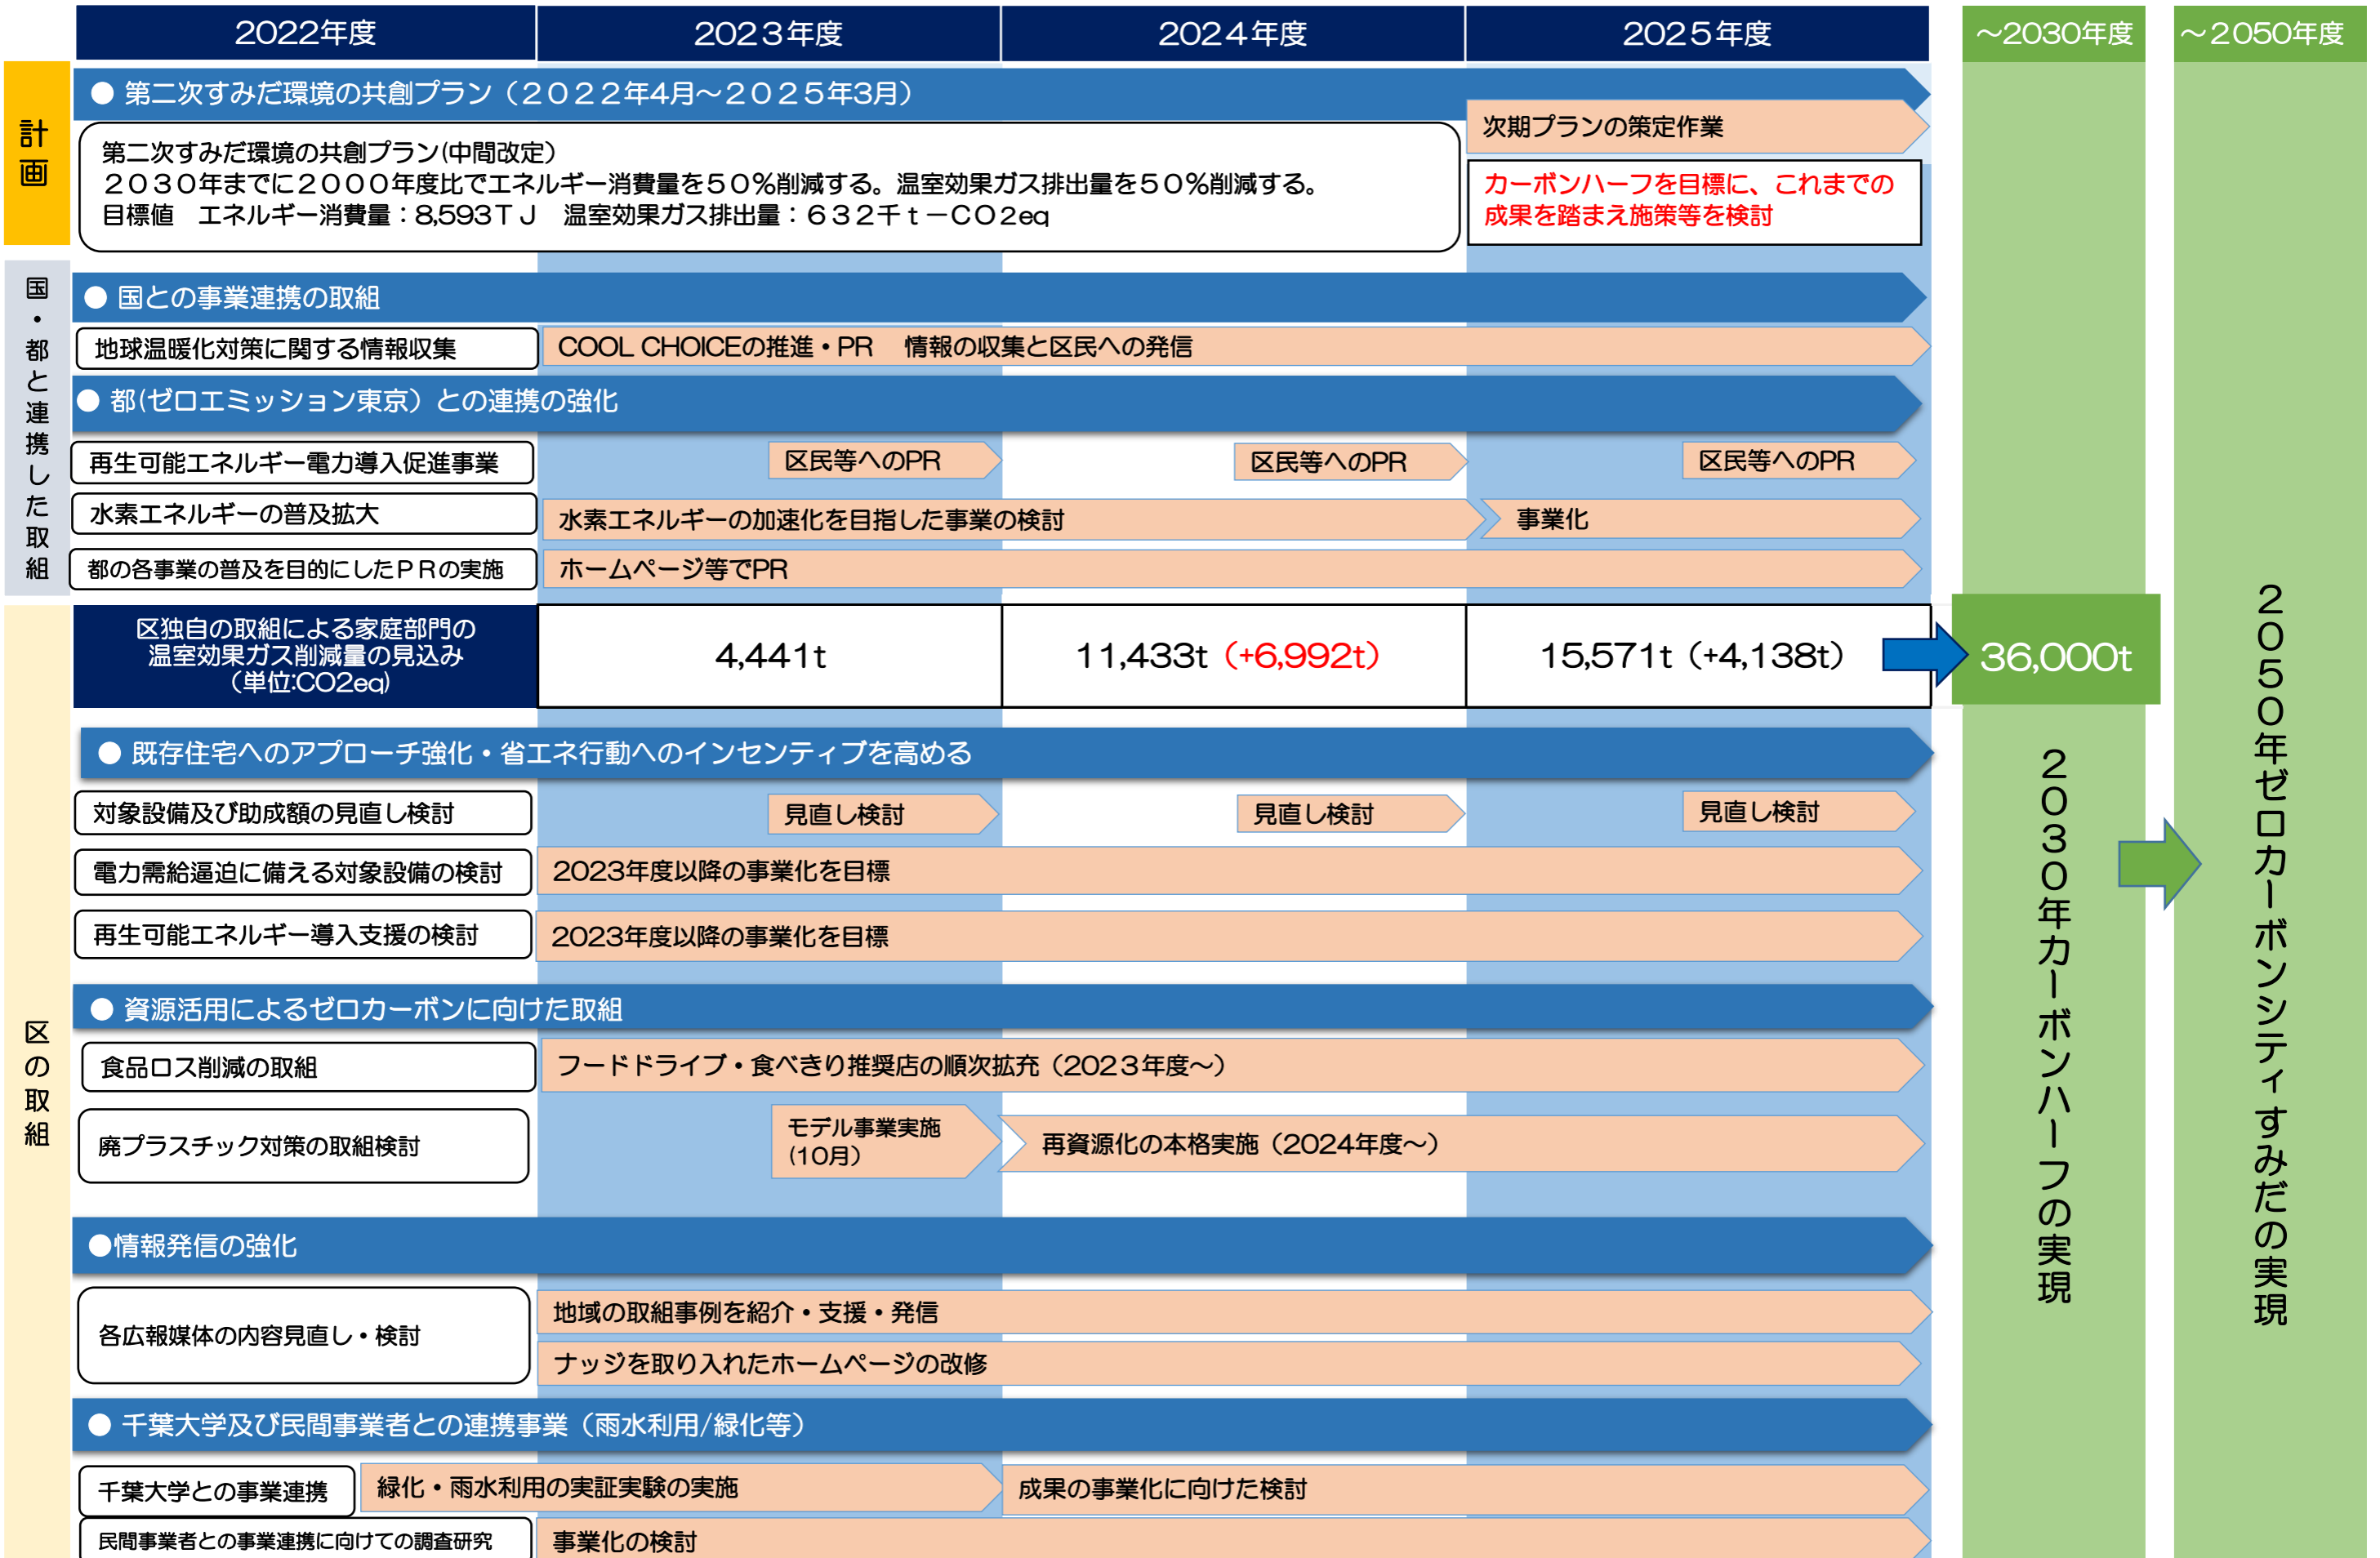 2022年度
2023年度
2024年度
2025年度
～2030年度
～2050年度
計画
● 第二次すみだ環境の共創プラン（２０２２年4月～２０２５年3月）
次期プランの策定作業
第二次すみだ環境の共創プラン(中間改定）
２０３０年までに２０００年度比でエネルギー消費量を５０％削減する。温室効果ガス排出量を５０％削減する。
目標値　エネルギー消費量：8,593ＴＪ　温室効果ガス排出量：６３２千ｔ－CO2eq
カーボンハーフを目標に、これまでの
成果を踏まえ施策等を検討
国・都と連携した取組
● 国との事業連携の取組
地球温暖化対策に関する情報収集
COOL CHOICEの推進・PR　情報の収集と区民への発信
● 都(ゼロエミッション東京）との連携の強化
再生可能エネルギー電力導入促進事業
区民等へのPR
区民等へのPR
区民等へのPR
水素エネルギーの普及拡大
水素エネルギーの加速化を目指した事業の検討
事業化
都の各事業の普及を目的にしたＰＲの実施
ホームページ等でPR
区の取組
区独自の取組による家庭部門の
温室効果ガス削減量の見込み
（単位:CO2eq)
4,441t
11,433t（+6,992t）
15,571t（+4,138t）
36,000t
● 既存住宅へのアプローチ強化・省エネ行動へのインセンティブを高める
対象設備及び助成額の見直し検討
見直し検討
見直し検討
見直し検討
電力需給逼迫に備える対象設備の検討
2023年度以降の事業化を目標
再生可能エネルギー導入支援の検討
2023年度以降の事業化を目標
● 資源活用によるゼロカーボンに向けた取組
食品ロス削減の取組
フードドライブ・食べきり推奨店の順次拡充（2023年度～）
廃プラスチック対策の取組検討
モデル事業実施
(10月）
再資源化の本格実施（2024年度～）
●情報発信の強化
各広報媒体の内容見直し・検討
地域の取組事例を紹介・支援・発信
ナッジを取り入れたホームページの改修
● 千葉大学及び民間事業者との連携事業（雨水利用/緑化等）
千葉大学との事業連携
緑化・雨水利用の実証実験の実施
成果の事業化に向けた検討
民間事業者との事業連携に向けての調査研究
事業化の検討
２０３０年カーボンハーフの実現
２０５０年ゼロカーボンシティすみだの実現